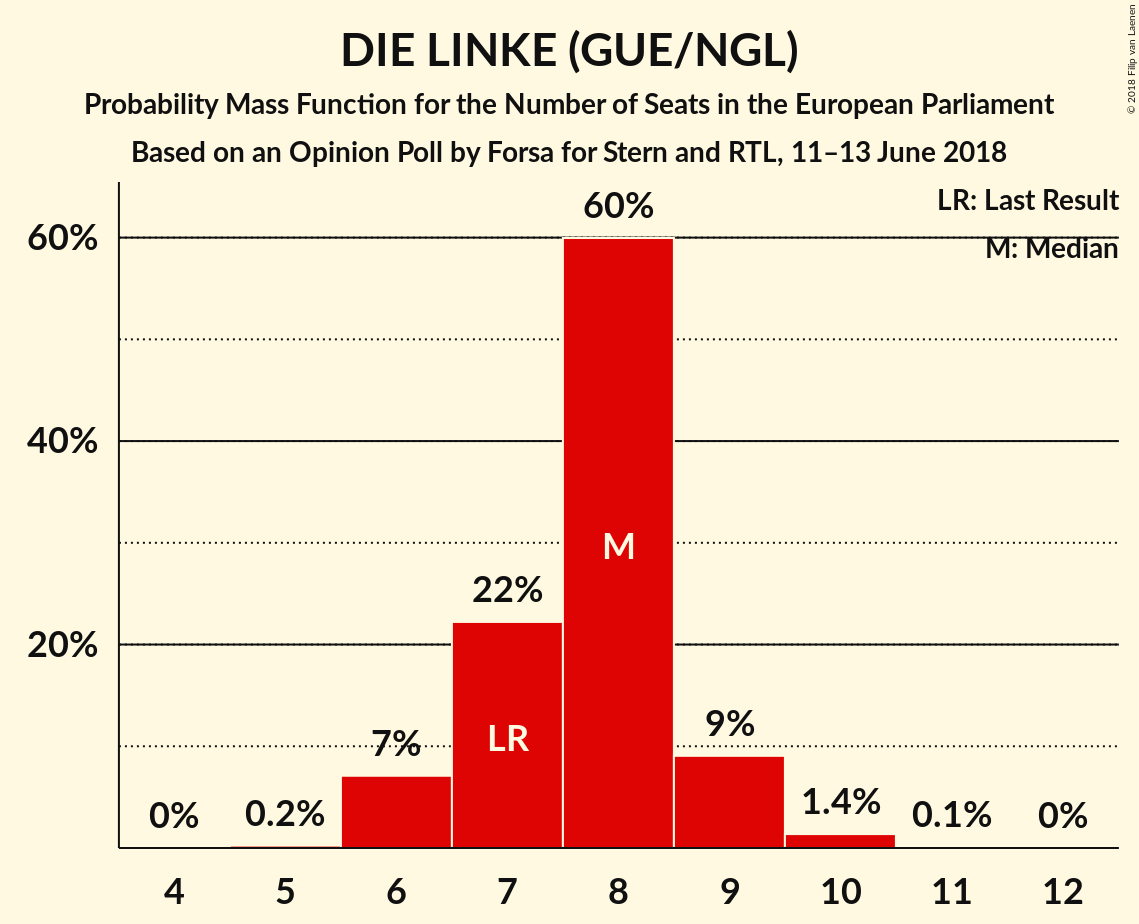 DIE LINKE (GUE/NGL)
Probability Mass Function for the Number of Seats in the European Parliament
Based on an Opinion Poll by Forsa for Stern and RTL, 11–13 June 2018
© 2018 Filip van Laenen
LR: Last Result
M: Median
60%
40%
20%
0%
0.2%
7%
22%
60%
9%
1.4%
0.1%
0%
LR
M
4 5 6 7 8 9 10 11 12